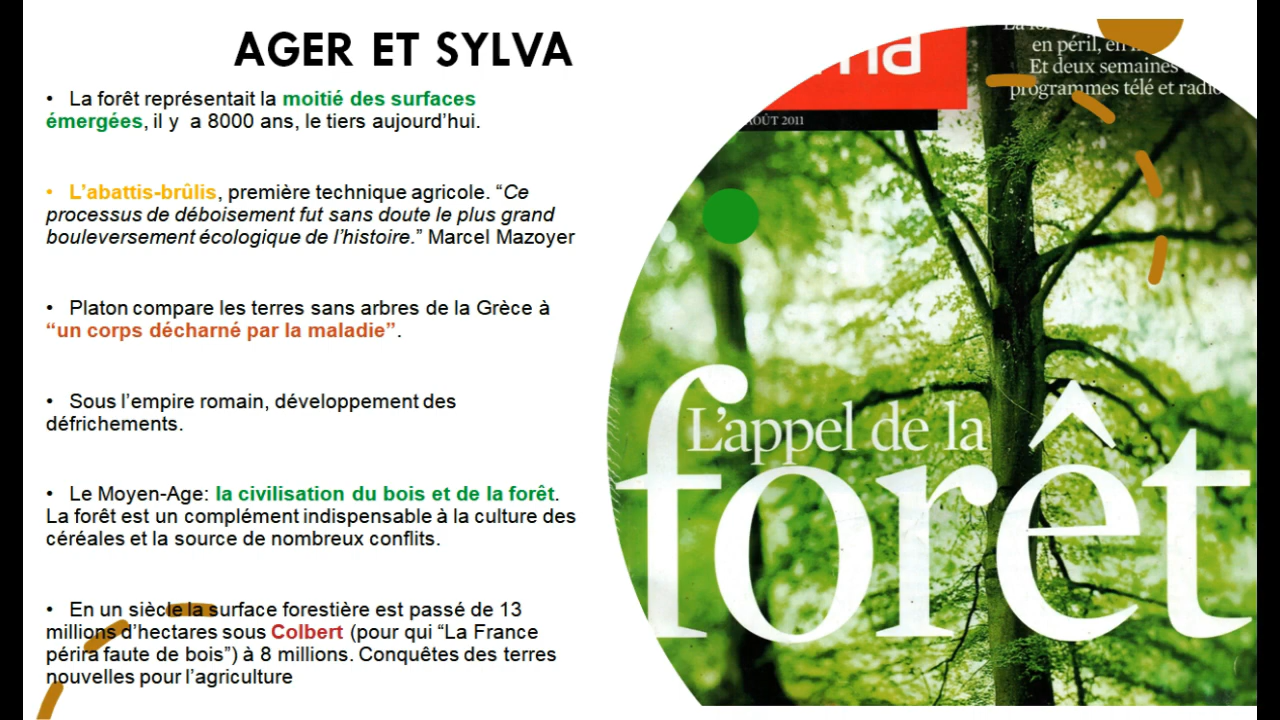 AGER ET SYLVA
• La forêt représentait la moitié des surfaces
émergées, il y a 8000 ans, le tiers aujourd’hui.
• L’abattis-brûlis, première technique agricole. “Ce
processus de déboisement fut sans doute le plus grand
bouleversement écologique de l’histoire.” Marcel Mazoyer
• Platon compare les terres sans arbres de la Grèce à
“un corps décharné par la maladie”.
• Sous l’empire romain, développement des
défrichements.
• Le Moyen-Age: la civilisation du bois et de la forêt.
La forêt est un complément indispensable à la culture des
céréales et la source de nombreux conflits.
• En un siècle la surface forestière est passé de 13
millions d’hectares sous Colbert (pour qui “La France
périra faute de bois”) à 8 millions. Conquêtes des terres
nouvelles pour l’agriculture
en péril, en
Et deux semaines
programmes télé et radio
AOÛT 2011
L’appel de la
forêt